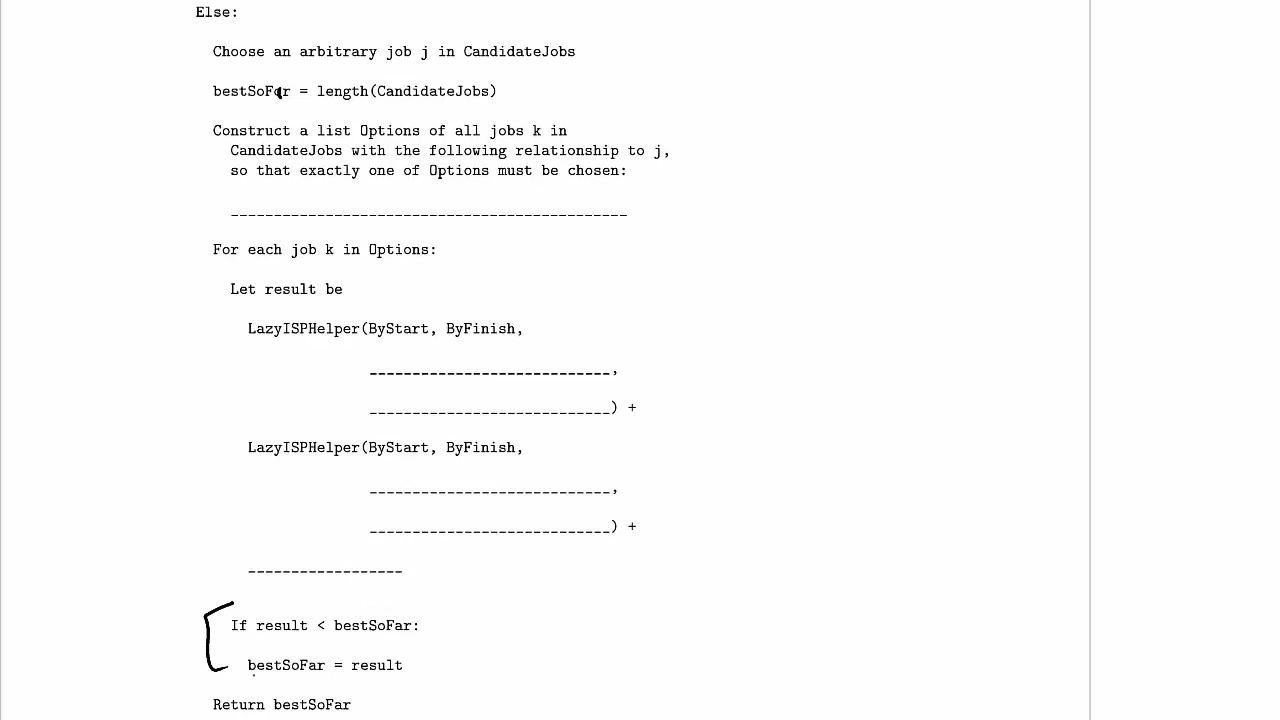 Else:
Choose an arbitrary job j in CandidateJobs
bestSoFar = length(CandidateJobs)
Construct a list Options of all jobs k in
CandidateJobs with the following relationship to j,
so that exactly one of Options must be chosen:
______________________________________________
For each job k in Options:
Let result be
LazyISPHelper(ByStart, ByFinish,
____________________________,
____________________________) +
LazyISPHelper(ByStart, ByFinish,
____________________________,
____________________________) +
__________________
If result < bestSoFar:
bestSoFar = result
Return bestSoFar